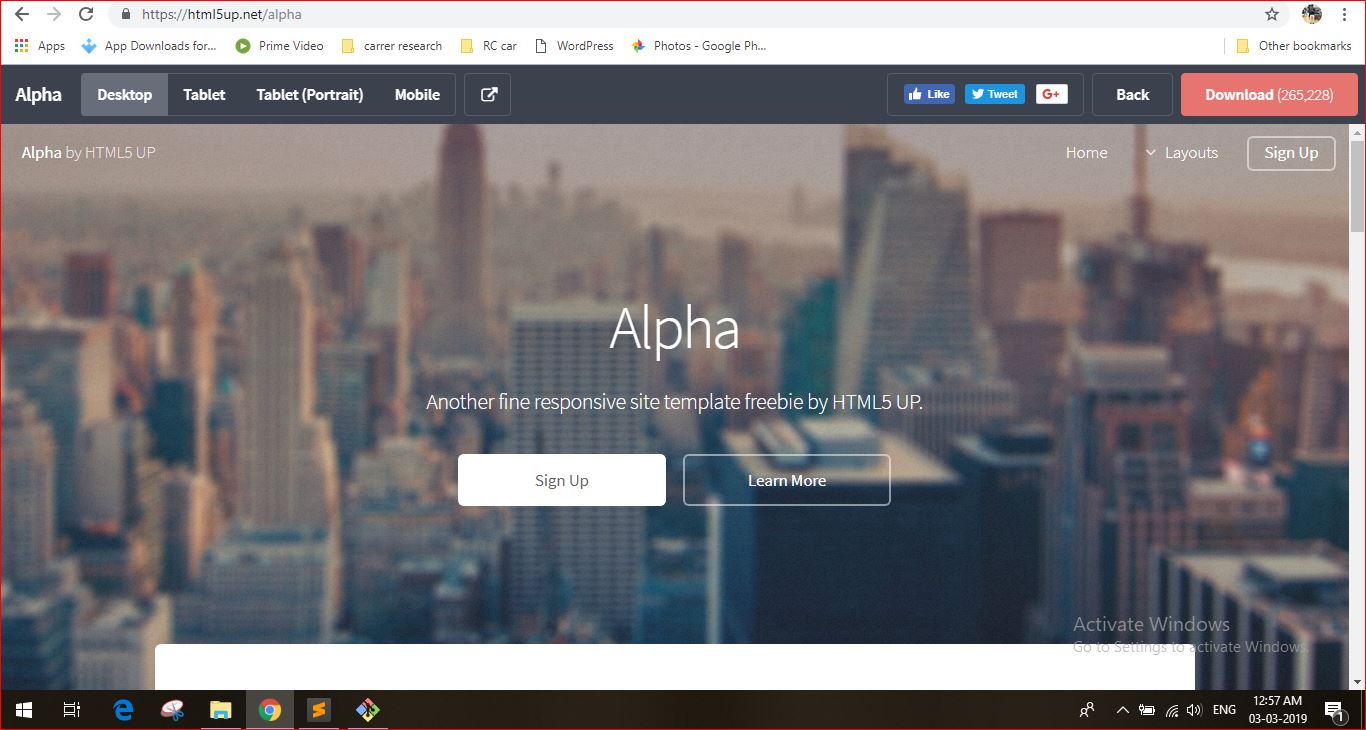 https://html5up.net/alpha
Apps App Downloads for... Prime Video carrer research RC car WordPress Photos - Google Ph... Other bookmarks
Alpha Desktop Tablet Tablet (Portrait) Mobile Like Tweet G+ Back Download (265,228)
Alpha by HTML5 UP Home Layouts Sign Up
Alpha
Another fine responsive site template freebie by HTML5 UP.
Sign Up Learn More
Activate Windows
Go to Settings to activate Windows.
12:57 AM
ENG
03-03-2019
1